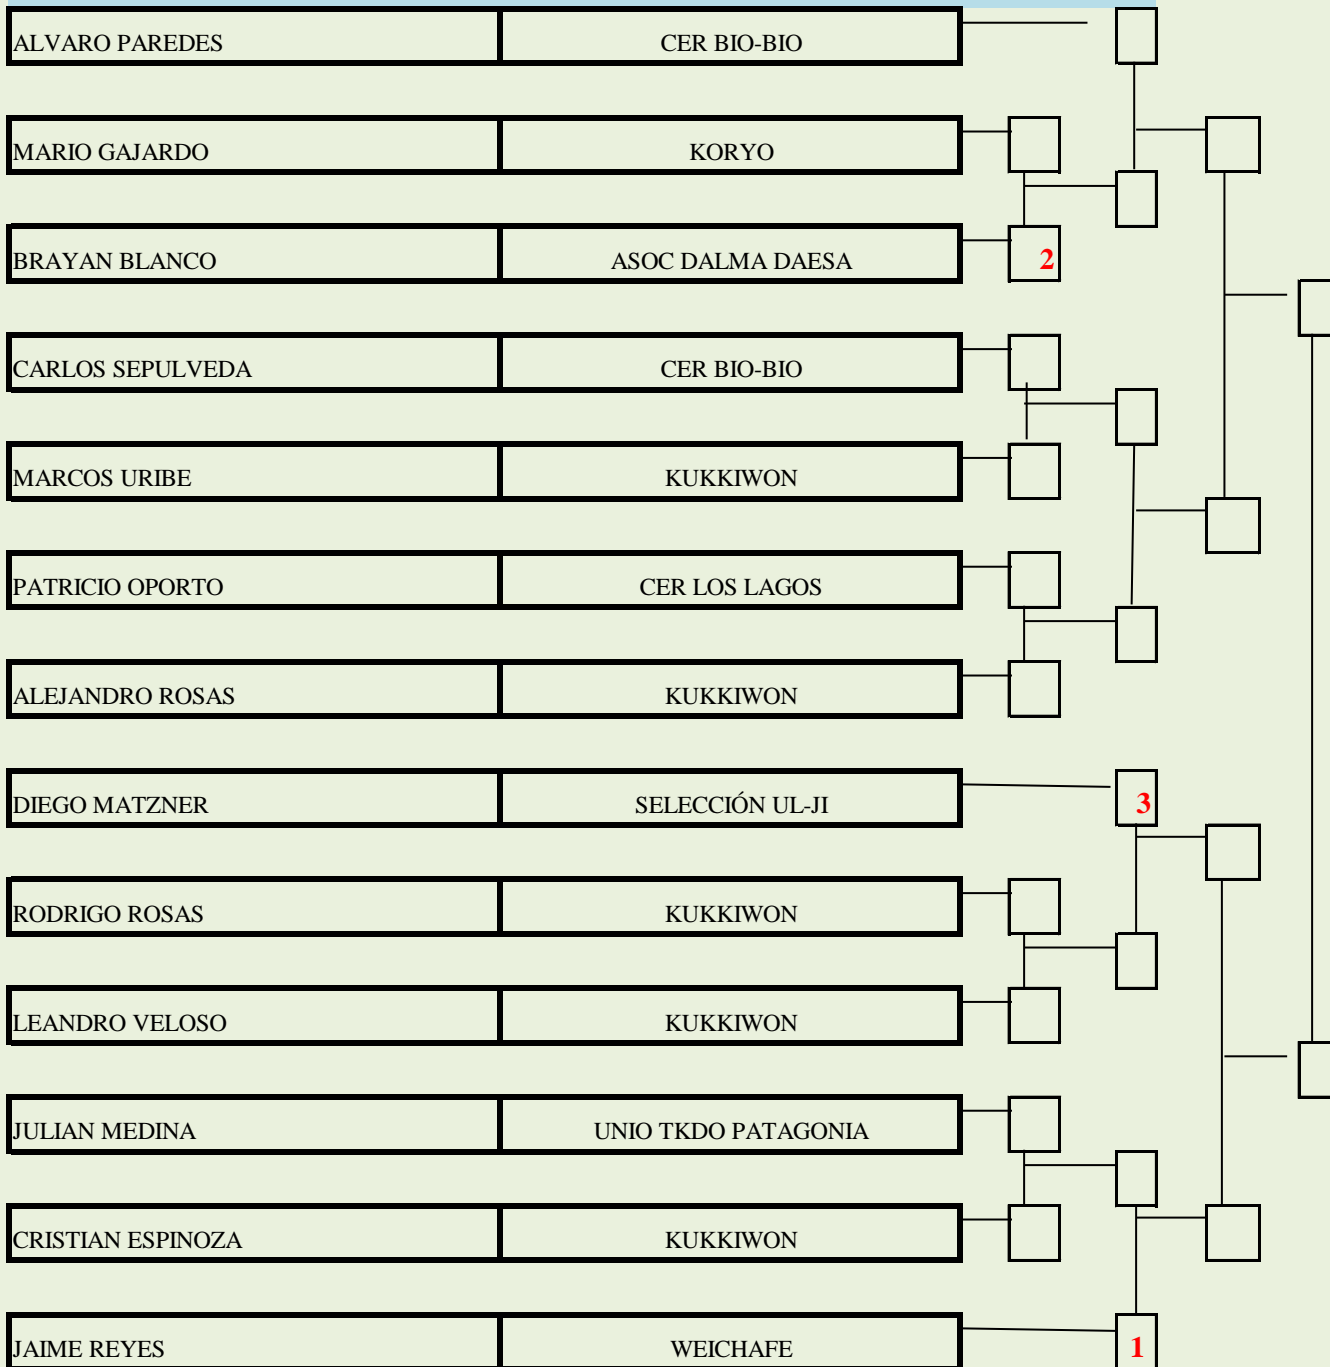 ALVARO PAREDES CER BIO-BIO
MARIO GAJARDO KORYO
BRAYAN BLANCO ASOC DALMA DAESA 2
CARLOS SEPULVEDA CER BIO-BIO
MARCOS URIBE KUKKIWON
PATRICIO OPORTO CER LOS LAGOS
ALEJANDRO ROSAS KUKKIWON
DIEGO MATZNER SELECCIÓN UL-JI 3
RODRIGO ROSAS KUKKIWON
LEANDRO VELOSO KUKKIWON
JULIAN MEDINA UNIO TKDO PATAGONIA
CRISTIAN ESPINOZA KUKKIWON
JAIME REYES WEICHAFE 1